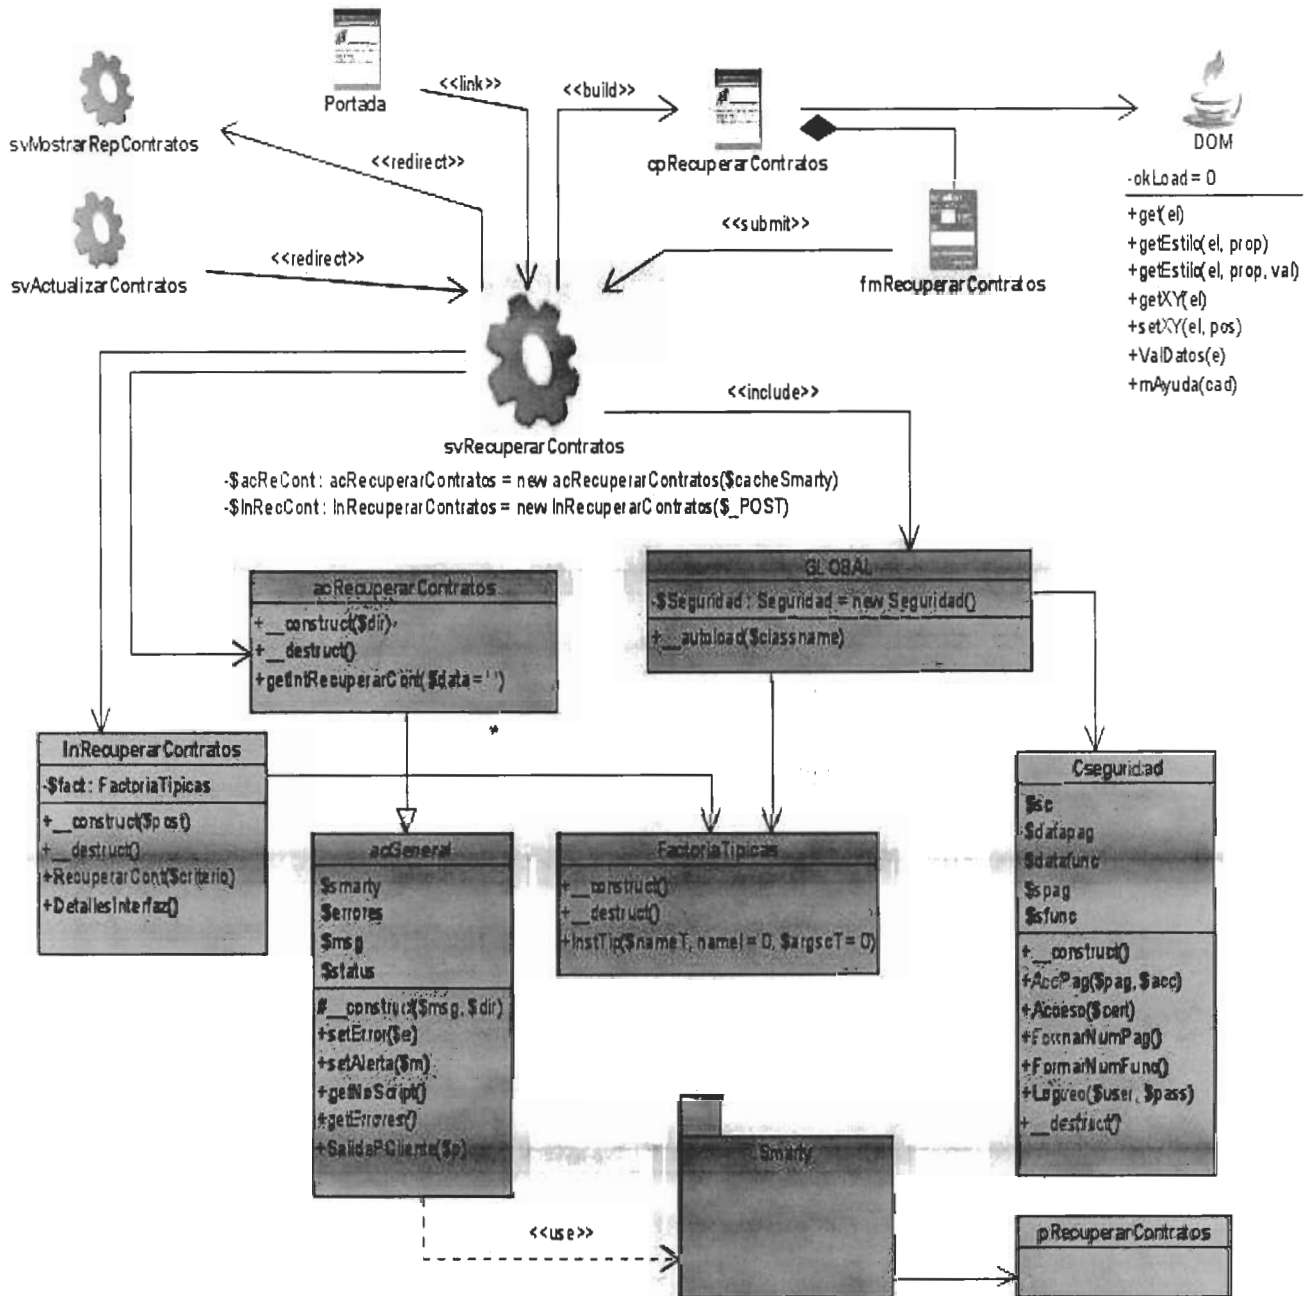 Portada
<<link>>
<<build>>
svMostrarRepContratos
<<redirect>>
cpRecuperarContratos
DOM
-okLoad = 0
+get(el)
+getEstilo(el, prop)
+getEstilo(el, prop, val)
+getXY(el)
+setXY(el, pos)
+ValDatos(e)
+mAyuda(cad)
<<submit>>
svActualizarContratos
<<redirect>>
fmRecuperarContratos
<<include>>
svRecuperarContratos
-$acReCont : acRecuperarContratos = new acRecuperarContratos($cacheSmarty)
-$InRecCont : InRecuperarContratos = new InRecuperarContratos($_POST)
acRecuperarContratos
+__construct($dir)
+__destruct()
+getIntRecuperarCont($data = ' ')
GLOBAL
-$Seguridad : Seguridad = new Seguridad()
+__autoload($classname)
*
InRecuperarContratos
-$fact : FactoriaTipicas
+__construct($post)
+__destruct()
+RecuperarCont($criterio)
+DetallesInterfaz()
acGeneral
$smarty
$errores
$msg
$status
#__construct($msg, $dir)
+setError($e)
+setAlerta($m)
+getNoScript()
+getErrores()
+SalidaPCliente($p)
FactoriaTipicas
+__construct()
+__destruct()
+InstTip($nameT, nameI = 0, $argscT = 0)
Cseguridad
$sc
$datapag
$datafunc
$spag
$sfunc
+__construct()
+AccPag($pag, $acc)
+Acceso($cert)
+FormarNumPag()
+FormarNumFunc()
+Logueo($user, $pass)
+__destruct()
Smarty
<<use>>
pRecuperarContratos